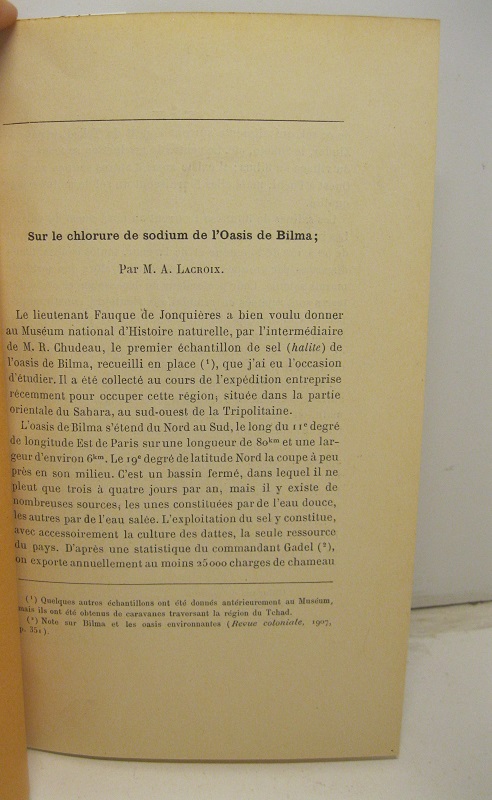 Sur le chlorure de sodium de l'Oasis de Bilma;
Par M. A. Lacroix.
Le lieutenant Fauque de Jonquières a bien voulu donner
au Muséum national d'Histoire naturelle, par l'intermédiaire
de M. R. Chudeau, le premier échantillon de sel (halite) de
l'oasis de Bilma, recueilli en place (¹), que j'ai eu l'occasion
d'étudier. Il a été collecté au cours de l'expédition entreprise
récemment pour occuper cette région, située dans la partie
orientale du Sahara, au sud-ouest de la Tripolitaine.
L'oasis de Bilma s'étend du Nord au Sud, le long du 11e degré
de longitude Est de Paris sur une longueur de 80km et une lar-
geur d'environ 6km. Le 19e degré de latitude Nord la coupe à peu
près en son milieu. C'est un bassin fermé, dans lequel il ne
pleut que trois à quatre jours par an, mais il y existe de
nombreuses sources, les unes constituées par de l'eau douce,
les autres par de l'eau salée. L'exploitation du sel y constitue,
avec accessoirement la culture des dattes, la seule ressource
du pays. D'après une statistique du commandant Gadel (²),
on exporte annuellement au moins 25000 charges de chameau
(¹) Quelques autres échantillons ont été donnés antérieurement au Muséum,
mais ils ont été obtenus de caravanes traversant la région du Tchad.
(²) Note sur Bilma et les oasis environnantes (Revue coloniale, 1907,
p. 351).